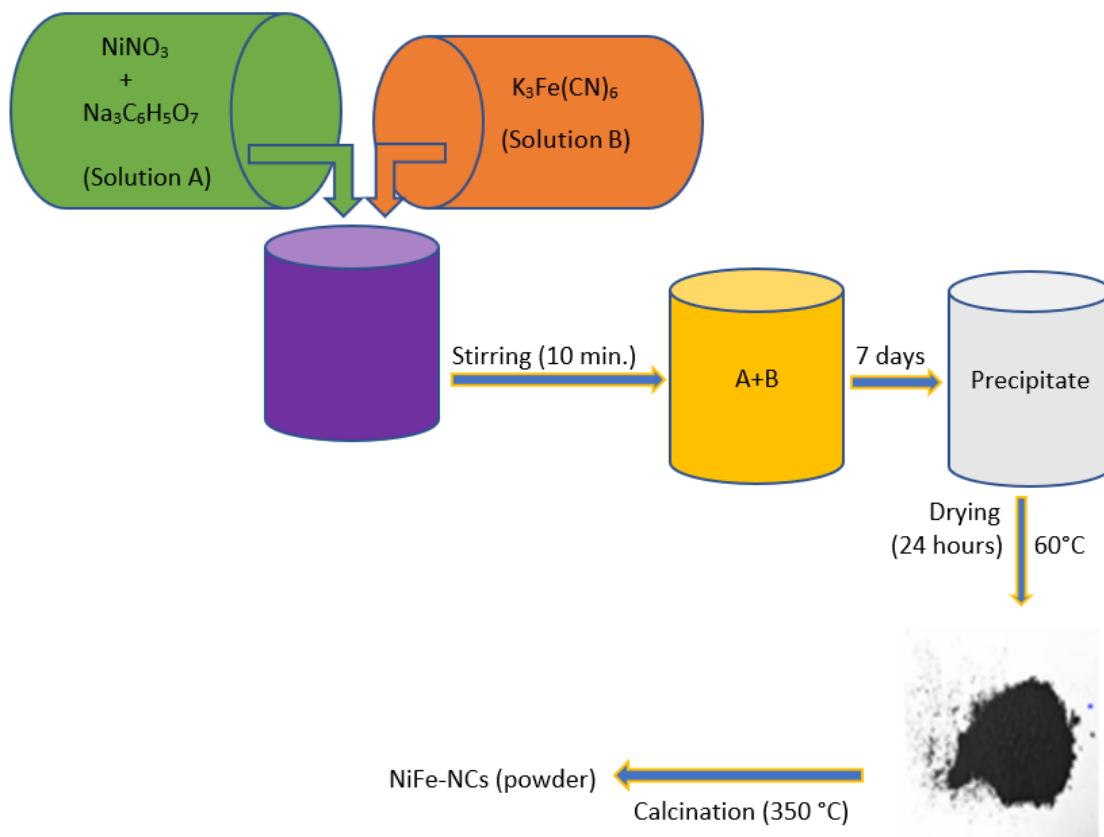 NiNO₃
+
Na₃C₆H₅O₇
(Solution A)
K₃Fe(CN)₆
(Solution B)
Stirring (10 min.)
A+B
7 days
Precipitate
Drying
(24 hours)
60°C
NiFe-NCs (powder)
Calcination (350 °C)